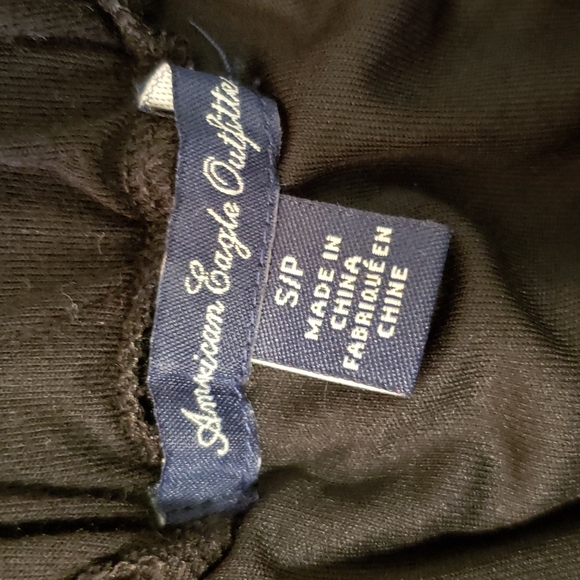 American Eagle Outfitte
S/P
MADE IN
CHINA
FABRIQUÉ EN
CHINE